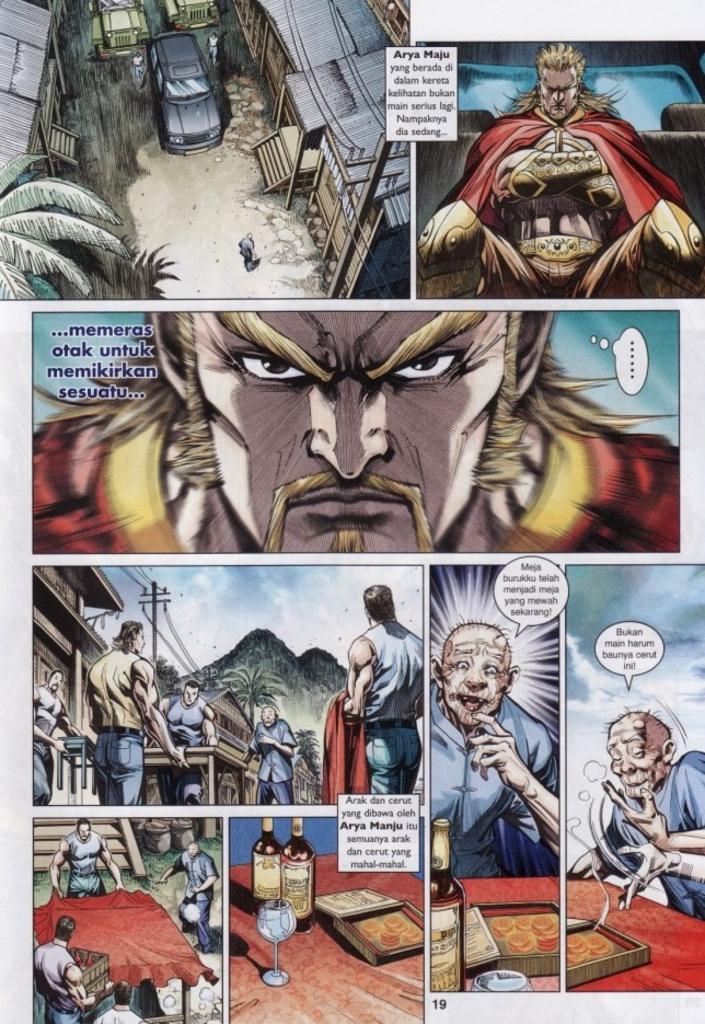 Arya Maju
yang berada di
dalam kereta
kelihatan bukan
main serius lagi.
Nampaknya
dia sedang...
...memeras
otak untuk
memikirkan
sesuatu...
......
Meja
burukku telah
menjadi meja
yang mewah
sekarang!
Bukan
main harum
baunya cerut
ini!
Arak dan cerut
yang dibawa oleh
Arya Manju itu
semuanya arak
dan cerut yang
mahal-mahal.
19